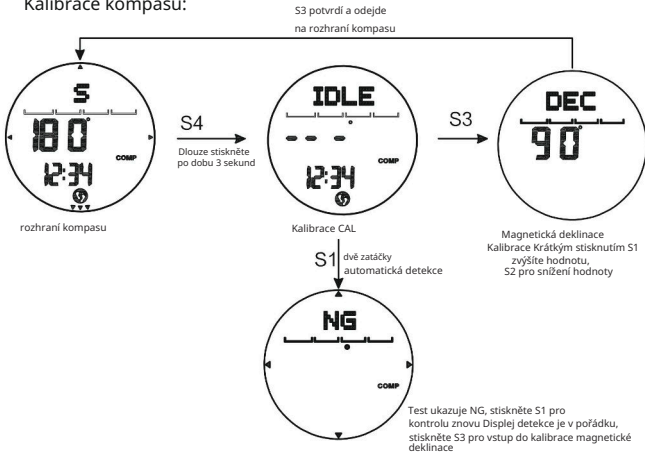 Kalibrace kompasu:
S3 potvrdí a odejde
na rozhraní kompasu
S
180°
COMP
12:34
rozhraní kompasu
S4
Dlouze stiskněte
po dobu 3 sekund
IDLE
- - - °
COMP
12:34
Kalibrace CAL
S3
DEC
90°
Magnetická deklinace
Kalibrace Krátkým stisknutím S1
zvýšíte hodnotu,
S2 pro snížení hodnoty
S1
dvě zatáčky
automatická detekce
NG
COMP
Test ukazuje NG, stiskněte S1 pro
kontrolu znovu Displej detekce je v pořádku,
stiskněte S3 pro vstup do kalibrace magnetické
deklinace